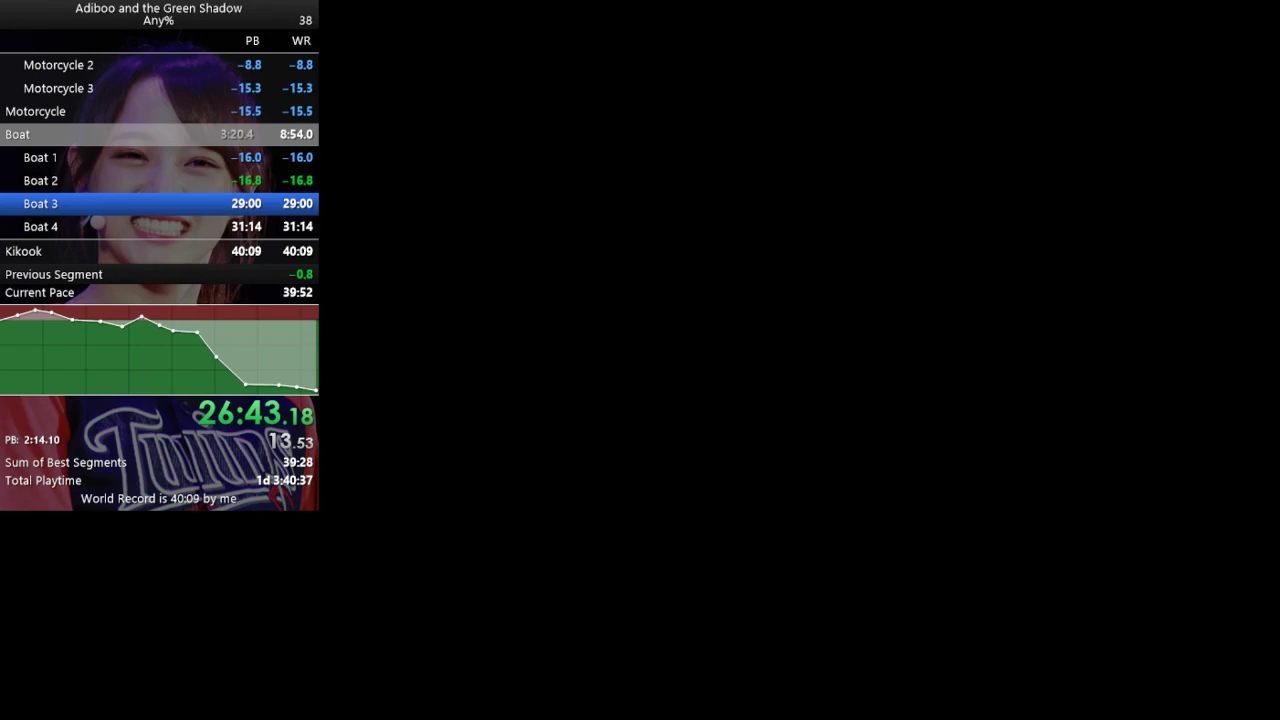 Adiboo and the Green Shadow
Any% 38
PB WR
Motorcycle 2 −8.8 −8.8
Motorcycle 3 −15.3 −15.3
Motorcycle −15.5 −15.5
Boat 3:20.4 8:54.0
Boat 1 −16.0 −16.0
Boat 2 −16.8 −16.8
Boat 3 29:00 29:00
Boat 4 31:14 31:14
Kikook 40:09 40:09
Previous Segment −0.8
Current Pace 39:52
26:43.18
PB: 2:14.10 13.53
Sum of Best Segments 39:28
Total Playtime 1d 3:40:37
World Record is 40:09 by me
Twins